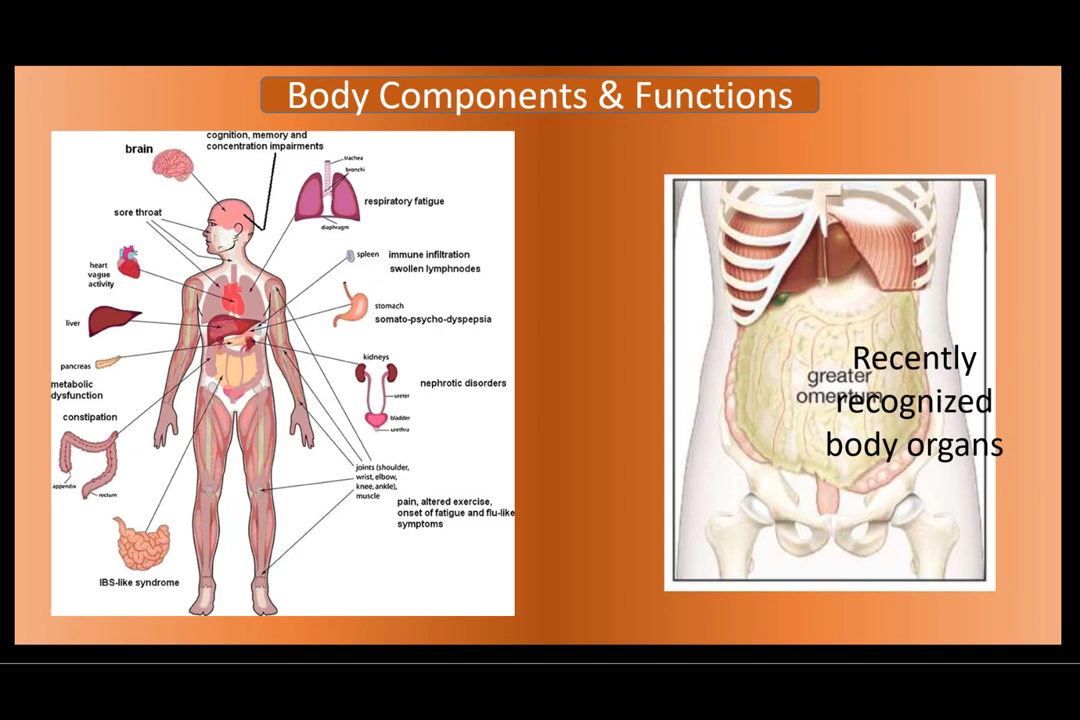 Body Components & Functions
cognition, memory and
concentration impairments
brain
trachea
bronchi
respiratory fatigue
diaphragm
sore throat
spleen
immune infiltration
swollen lymphnodes
heart
vague
activity
stomach
somato-psycho-dyspepsia
liver
pancreas
kidneys
nephrotic disorders
ureter
bladder
urethra
metabolic
dysfunction
constipation
appendix
rectum
joints (shoulder,
wrist, elbow,
knee, ankle),
muscle
pain, altered exercise,
onset of fatigue and flu-like
symptoms
IBS-like syndrome
greater
omentum
Recently
recognized
body organs